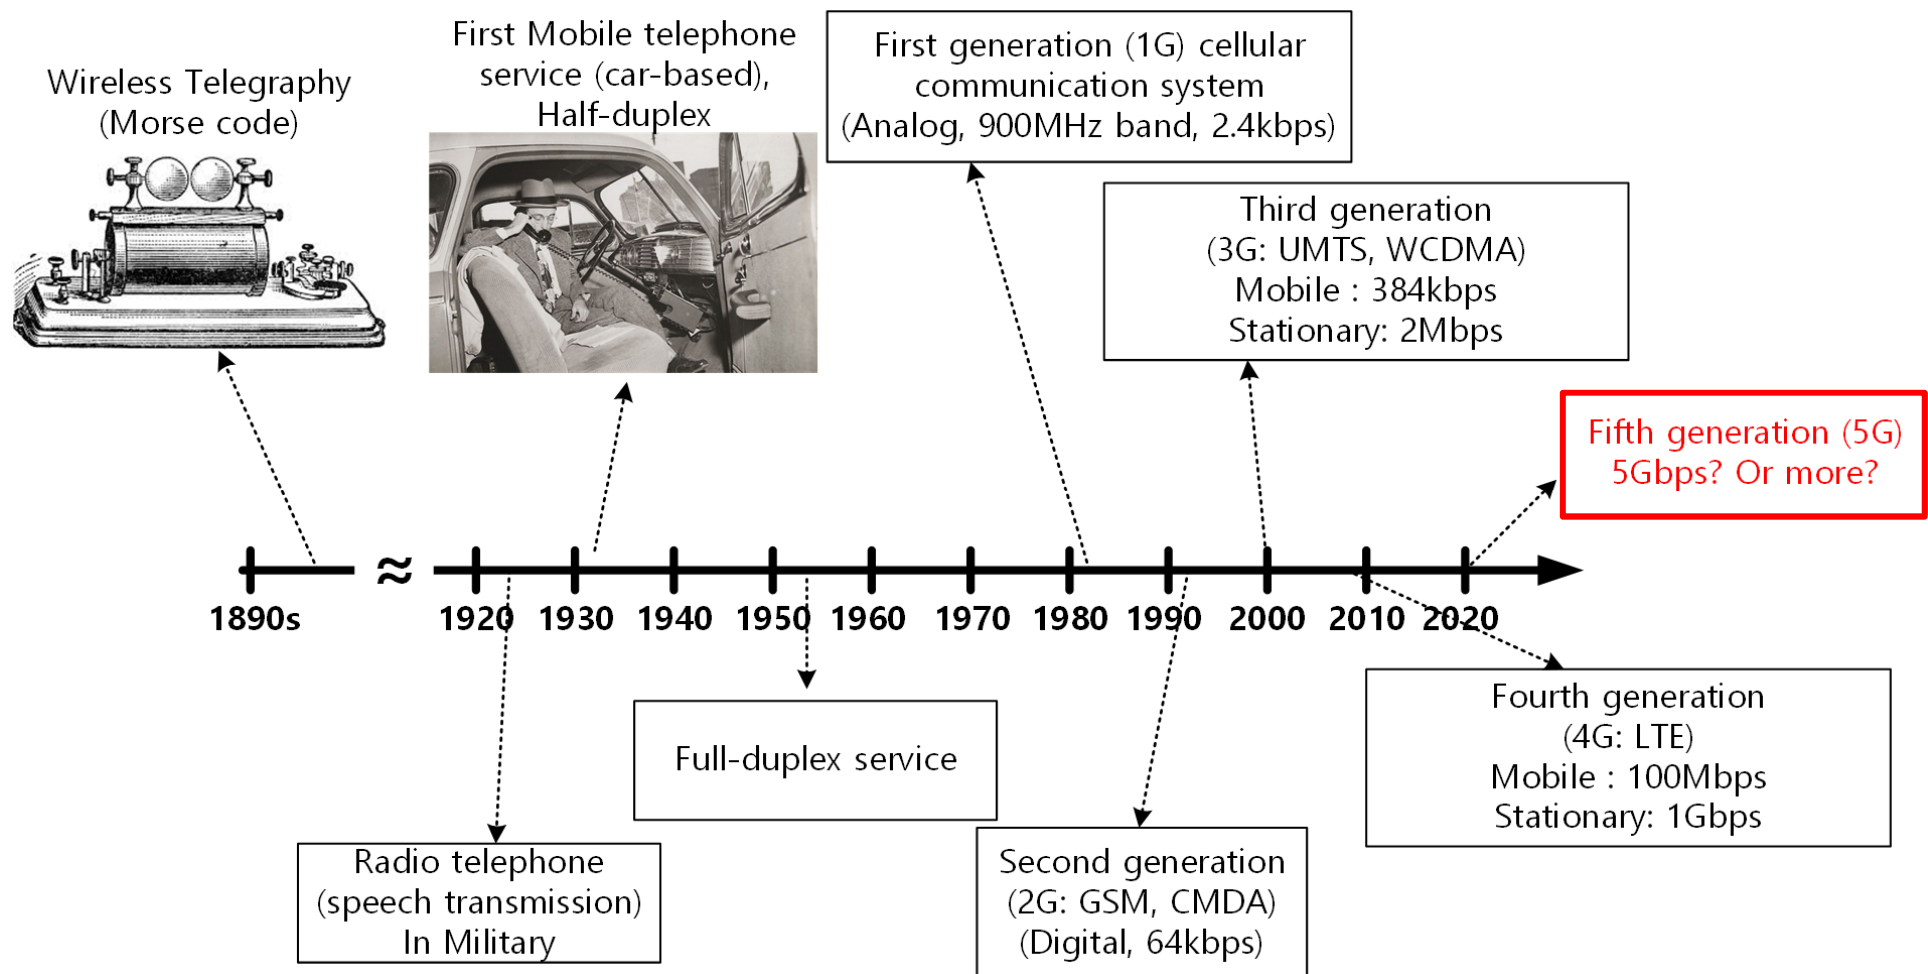 Wireless Telegraphy
(Morse code)
First Mobile telephone
service (car-based),
Half-duplex
First generation (1G) cellular
communication system
(Analog, 900MHz band, 2.4kbps)
Third generation
(3G: UMTS, WCDMA)
Mobile : 384kbps
Stationary: 2Mbps
Fifth generation (5G)
5Gbps? Or more?
1890s 1920 1930 1940 1950 1960 1970 1980 1990 2000 2010 2020
Radio telephone
(speech transmission)
In Military
Full-duplex service
Second generation
(2G: GSM, CMDA)
(Digital, 64kbps)
Fourth generation
(4G: LTE)
Mobile : 100Mbps
Stationary: 1Gbps